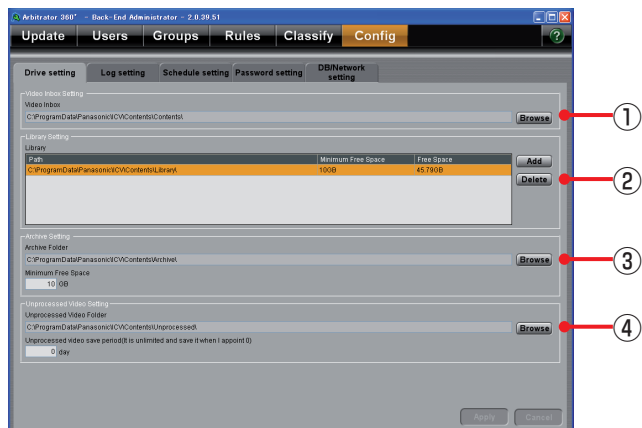 Arbitrator 360° - Back-End Administrator - 2.0.39.51
Update Users Groups Rules Classify Config ?
Drive setting Log setting Schedule setting Password setting DB/Network setting
Video Inbox Setting
Video Inbox
C:\ProgramData\Panasonic\ICV\Contents\Contents\ Browse ①
Library Setting
Library
Path Minimum Free Space Free Space Add
C:\ProgramData\Panasonic\ICV\Contents\Library\ 10GB 45.79GB
Delete ②
Archive Setting
Archive Folder
C:\ProgramData\Panasonic\ICV\Contents\Archive\ Browse ③
Minimum Free Space
10 GB
Unprocessed Video Setting
Unprocessed Video Folder
C:\ProgramData\Panasonic\ICV\Contents\Unprocessed\ Browse ④
Unprocessed video save period(It is unlimited and save it when I appoint 0)
0 day
Apply Cancel